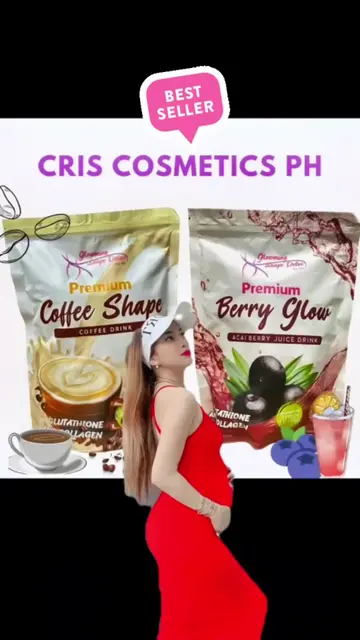 BEST
SELLER
CRIS COSMETICS PH
Premium
Coffee Shape
COFFEE DRINK
GLUTATHIONE
COLLAGEN
Premium
Berry Glow
ACAI BERRY JUICE DRINK
COLLAGEN